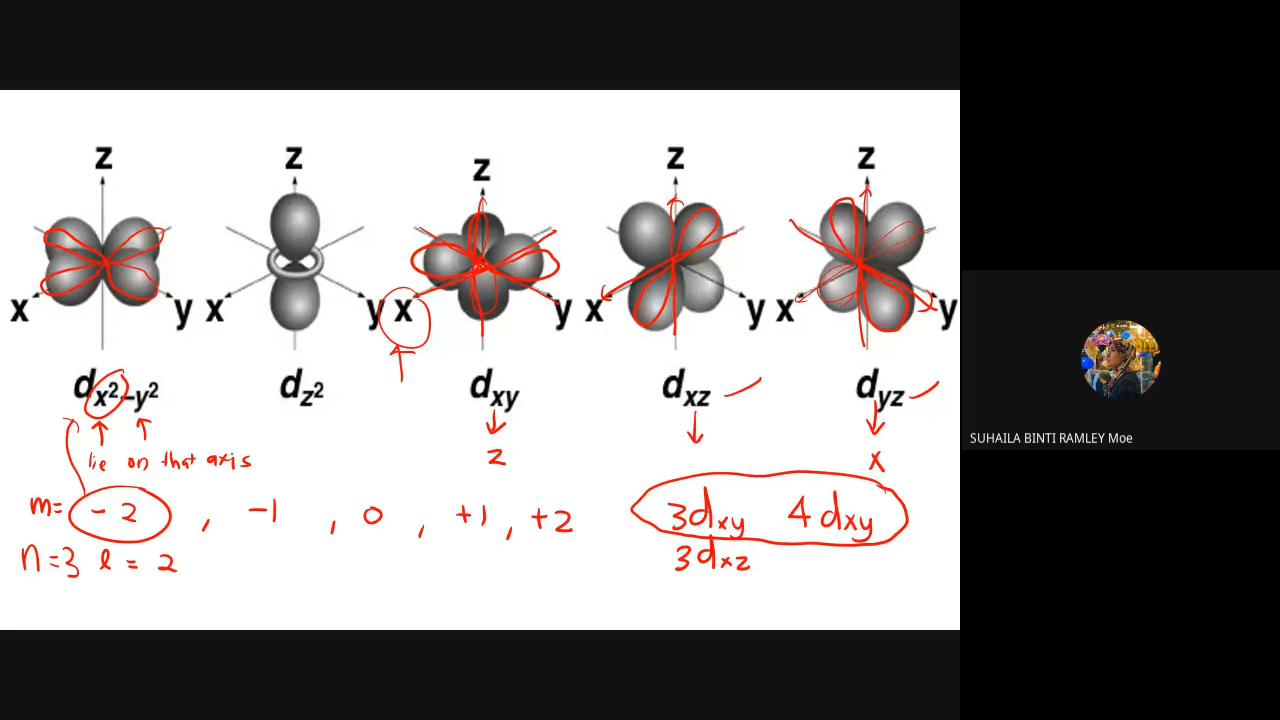 z z z z z
x y x y x y x y x y
dx²-y² dz² dxy dxz dyz
lie on that axis z x
m= -2 , -1 , 0 , +1 , +2 3dxy 4dxy
n=3 l = 2 3dxz
SUHAILA BINTI RAMLEY Moe